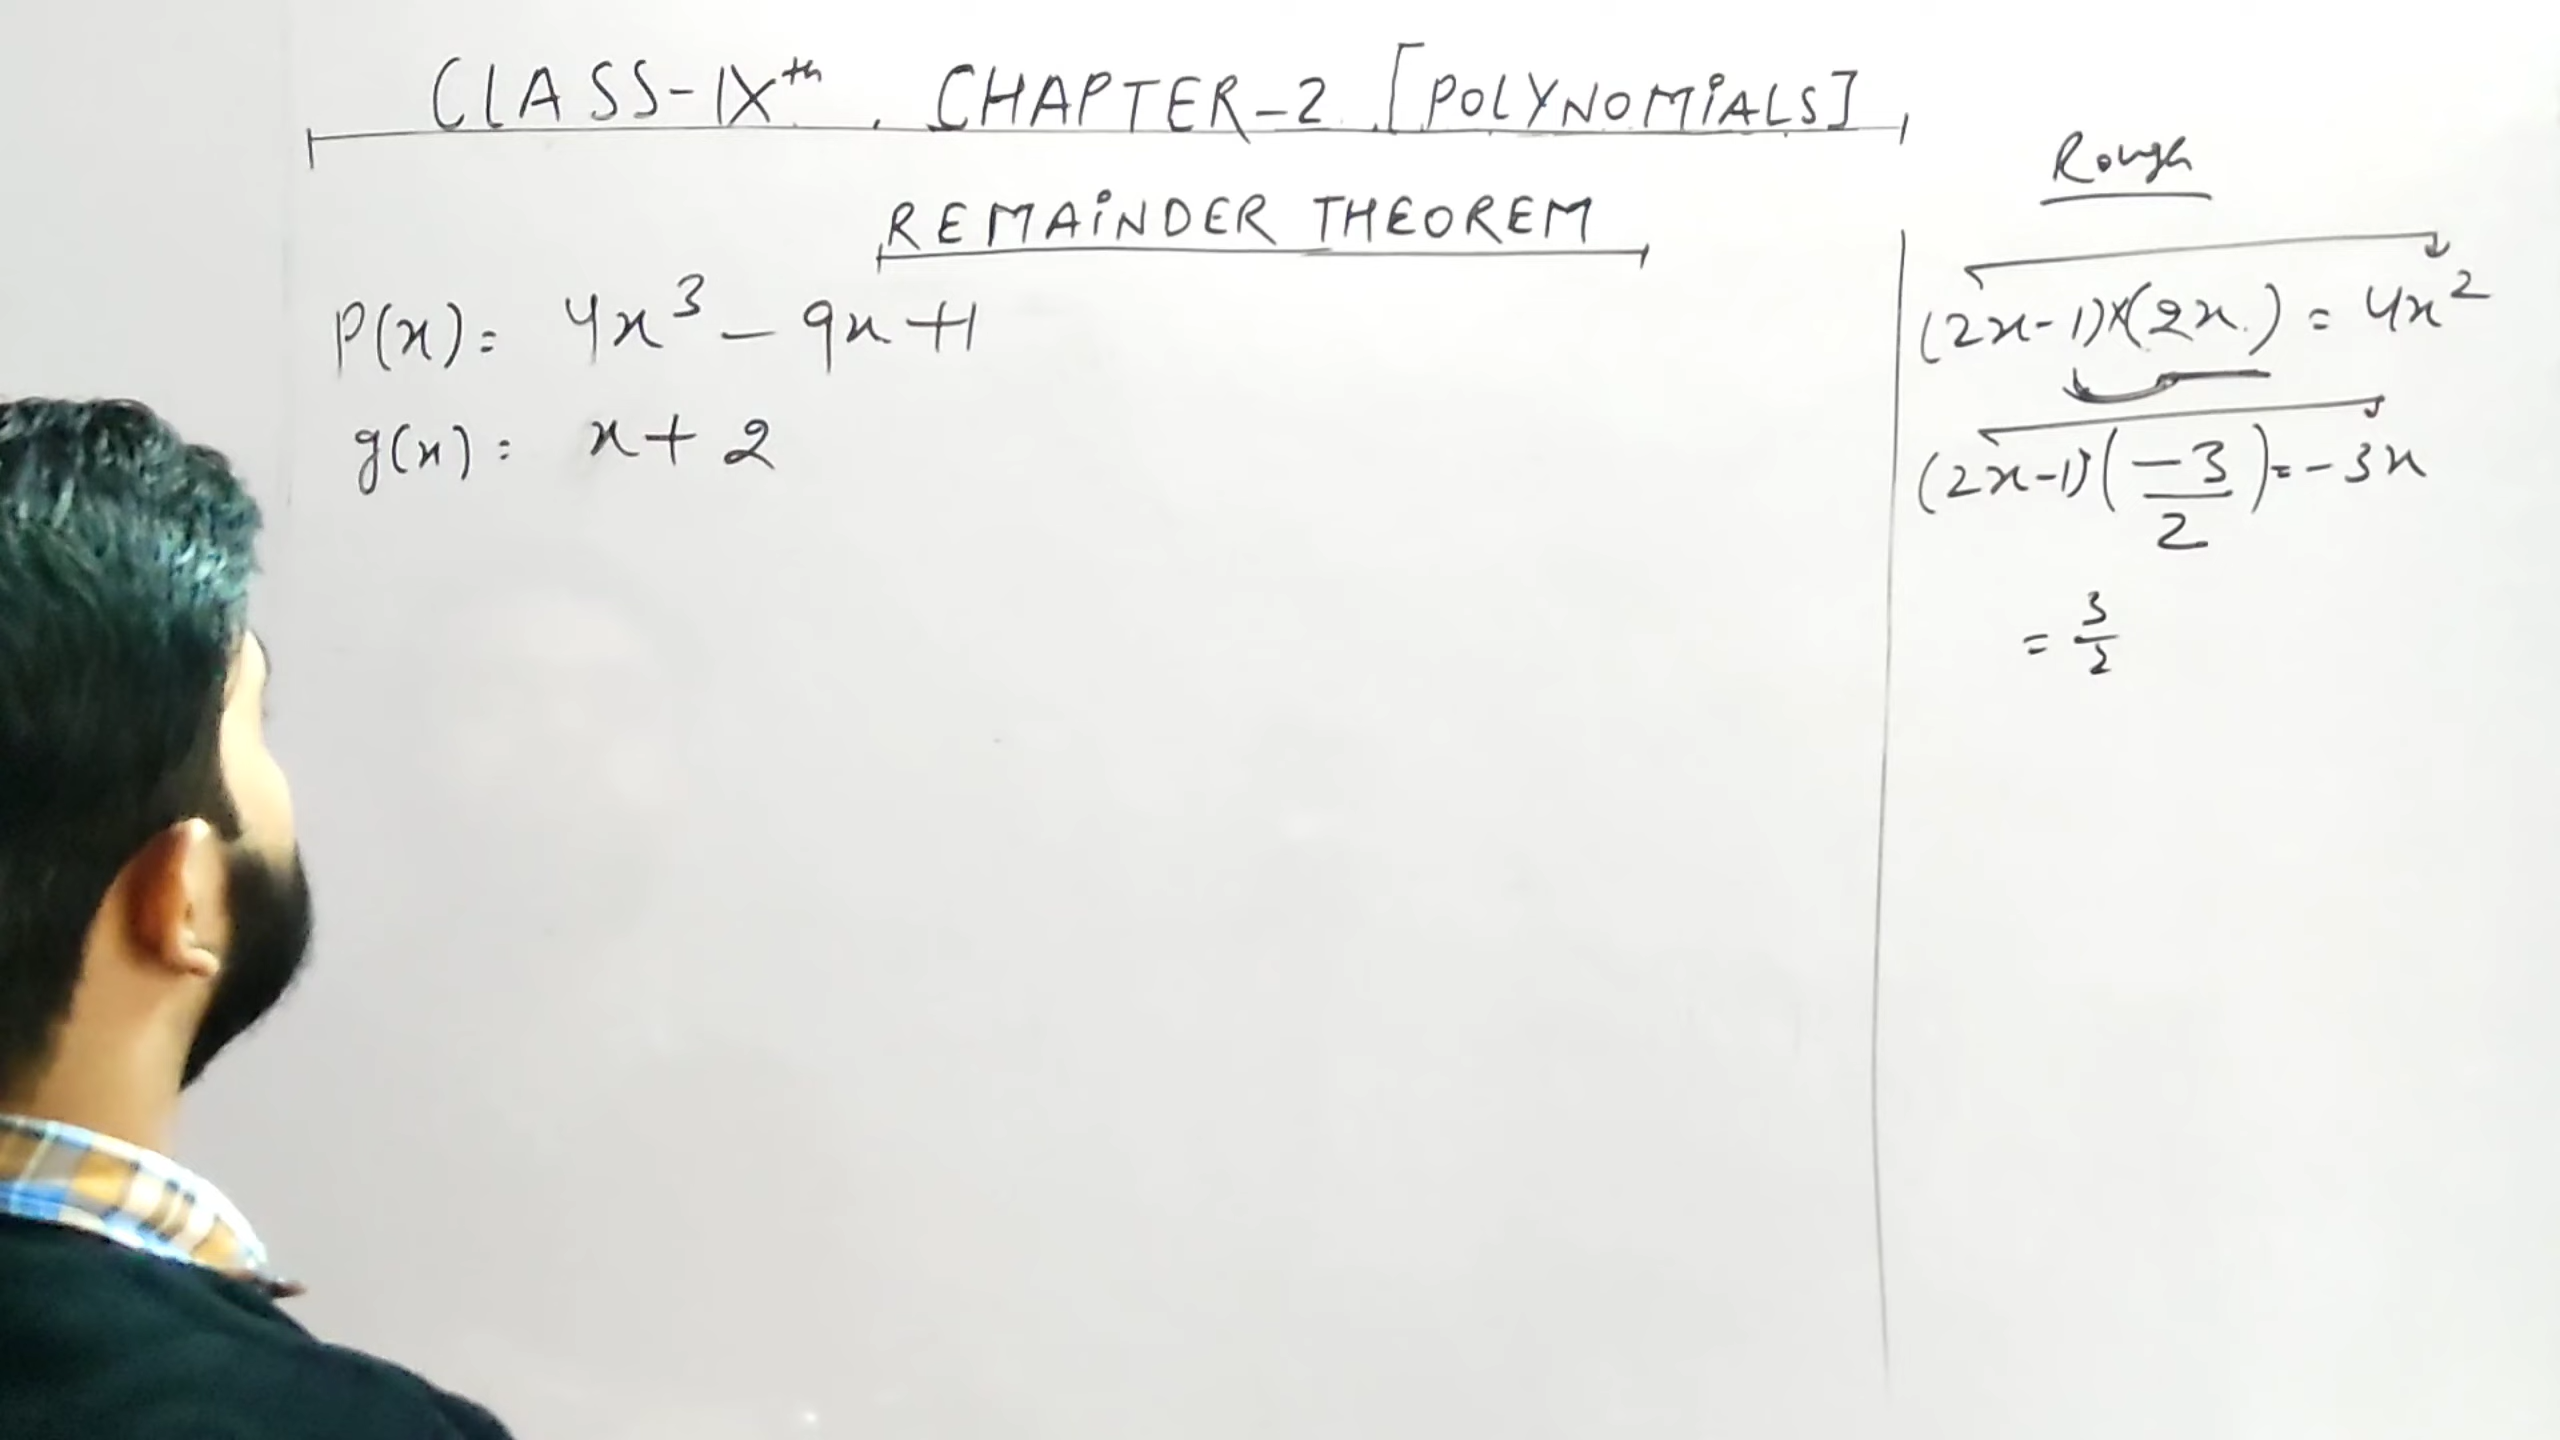 CLASS-IXth, CHAPTER-2 [POLYNOMiALS]
REMAiNDER THEOREM
P(x) = 4x³ - 9x + 1
g(x) = x + 2
Rough
(2x-1)×(2x) = 4x²
(2x-1)(-3/2) = -3x
= 3/2